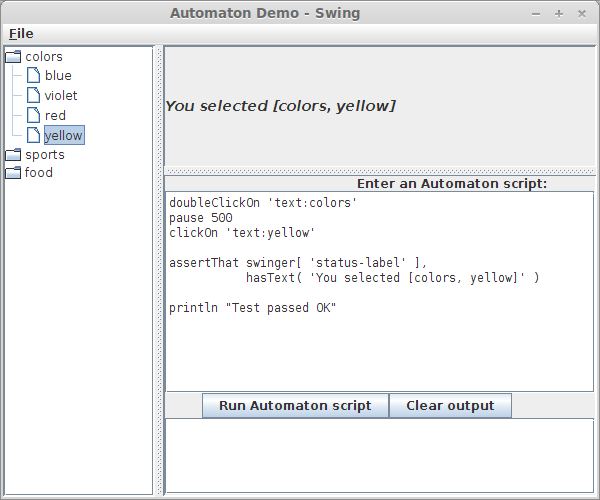 Automaton Demo - Swing
File
colors
blue
violet
red
yellow
sports
food
You selected [colors, yellow]
Enter an Automaton script:
doubleClickOn 'text:colors'
pause 500
clickOn 'text:yellow'
assertThat swinger[ 'status-label' ],
hasText( 'You selected [colors, yellow]' )
println "Test passed OK"
Run Automaton script
Clear output